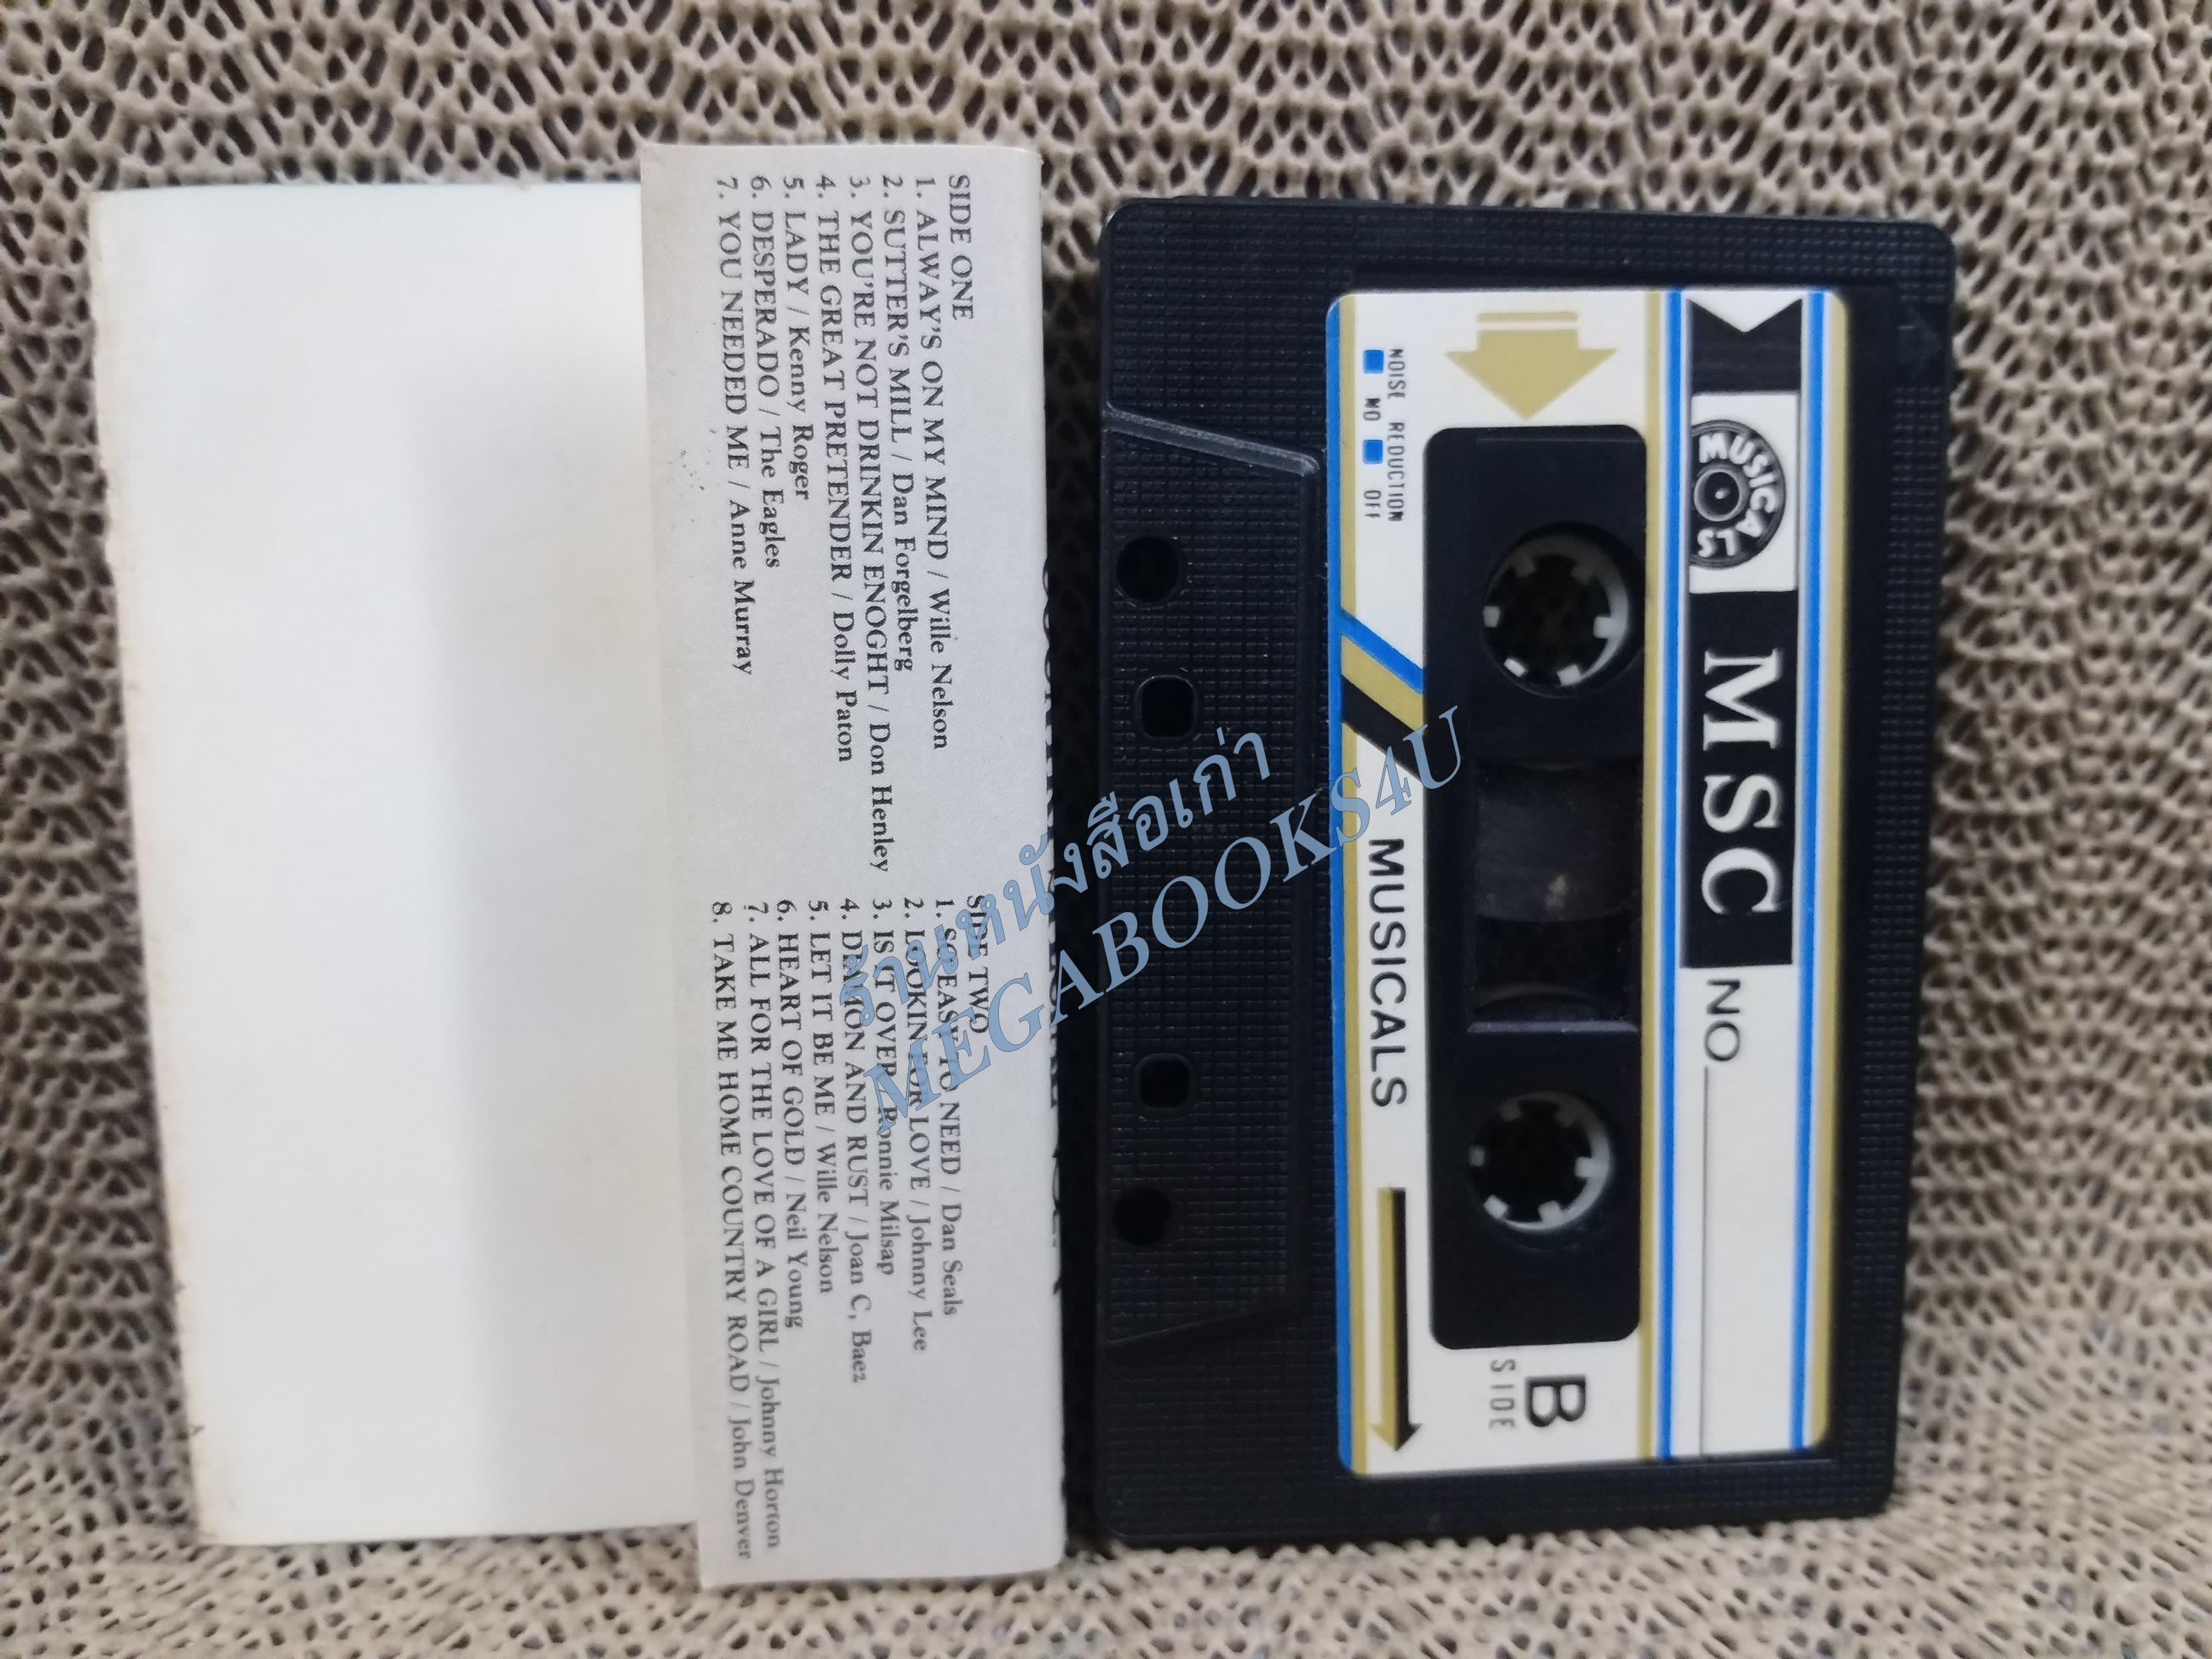 SIDE ONE
1. ALWAY'S ON MY MIND / Wille Nelson
2. SUTTER'S MILL / Dan Forgelberg
3. YOU'RE NOT DRINKIN ENOGHT / Don Henley
4. THE GREAT PRETENDER / Dolly Paton
5. LADY / Kenny Roger
6. DESPERADO / The Eagles
7. YOU NEEDED ME / Anne Murray
SIDE TWO
1. SO EASY TO NEED / Dan Seals
2. LOOKIN FOR LOVE / Johnny Lee
3. IS IT OVER / Ronnie Milsap
4. DIAMON AND RUST / Joan C, Baez
5. LET IT BE ME / Wille Nelson
6. HEART OF GOLD / Neil Young
7. ALL FOR THE LOVE OF A GIRL / Johnny Horton
8. TAKE ME HOME COUNTRY ROAD / John Denver
MUSICAST
MSC
NO
NOISE REDUCTION
NO OFF
MUSICALS
B
SIDE
ร้านหนังสือเก่า
MEGABOOKS4U